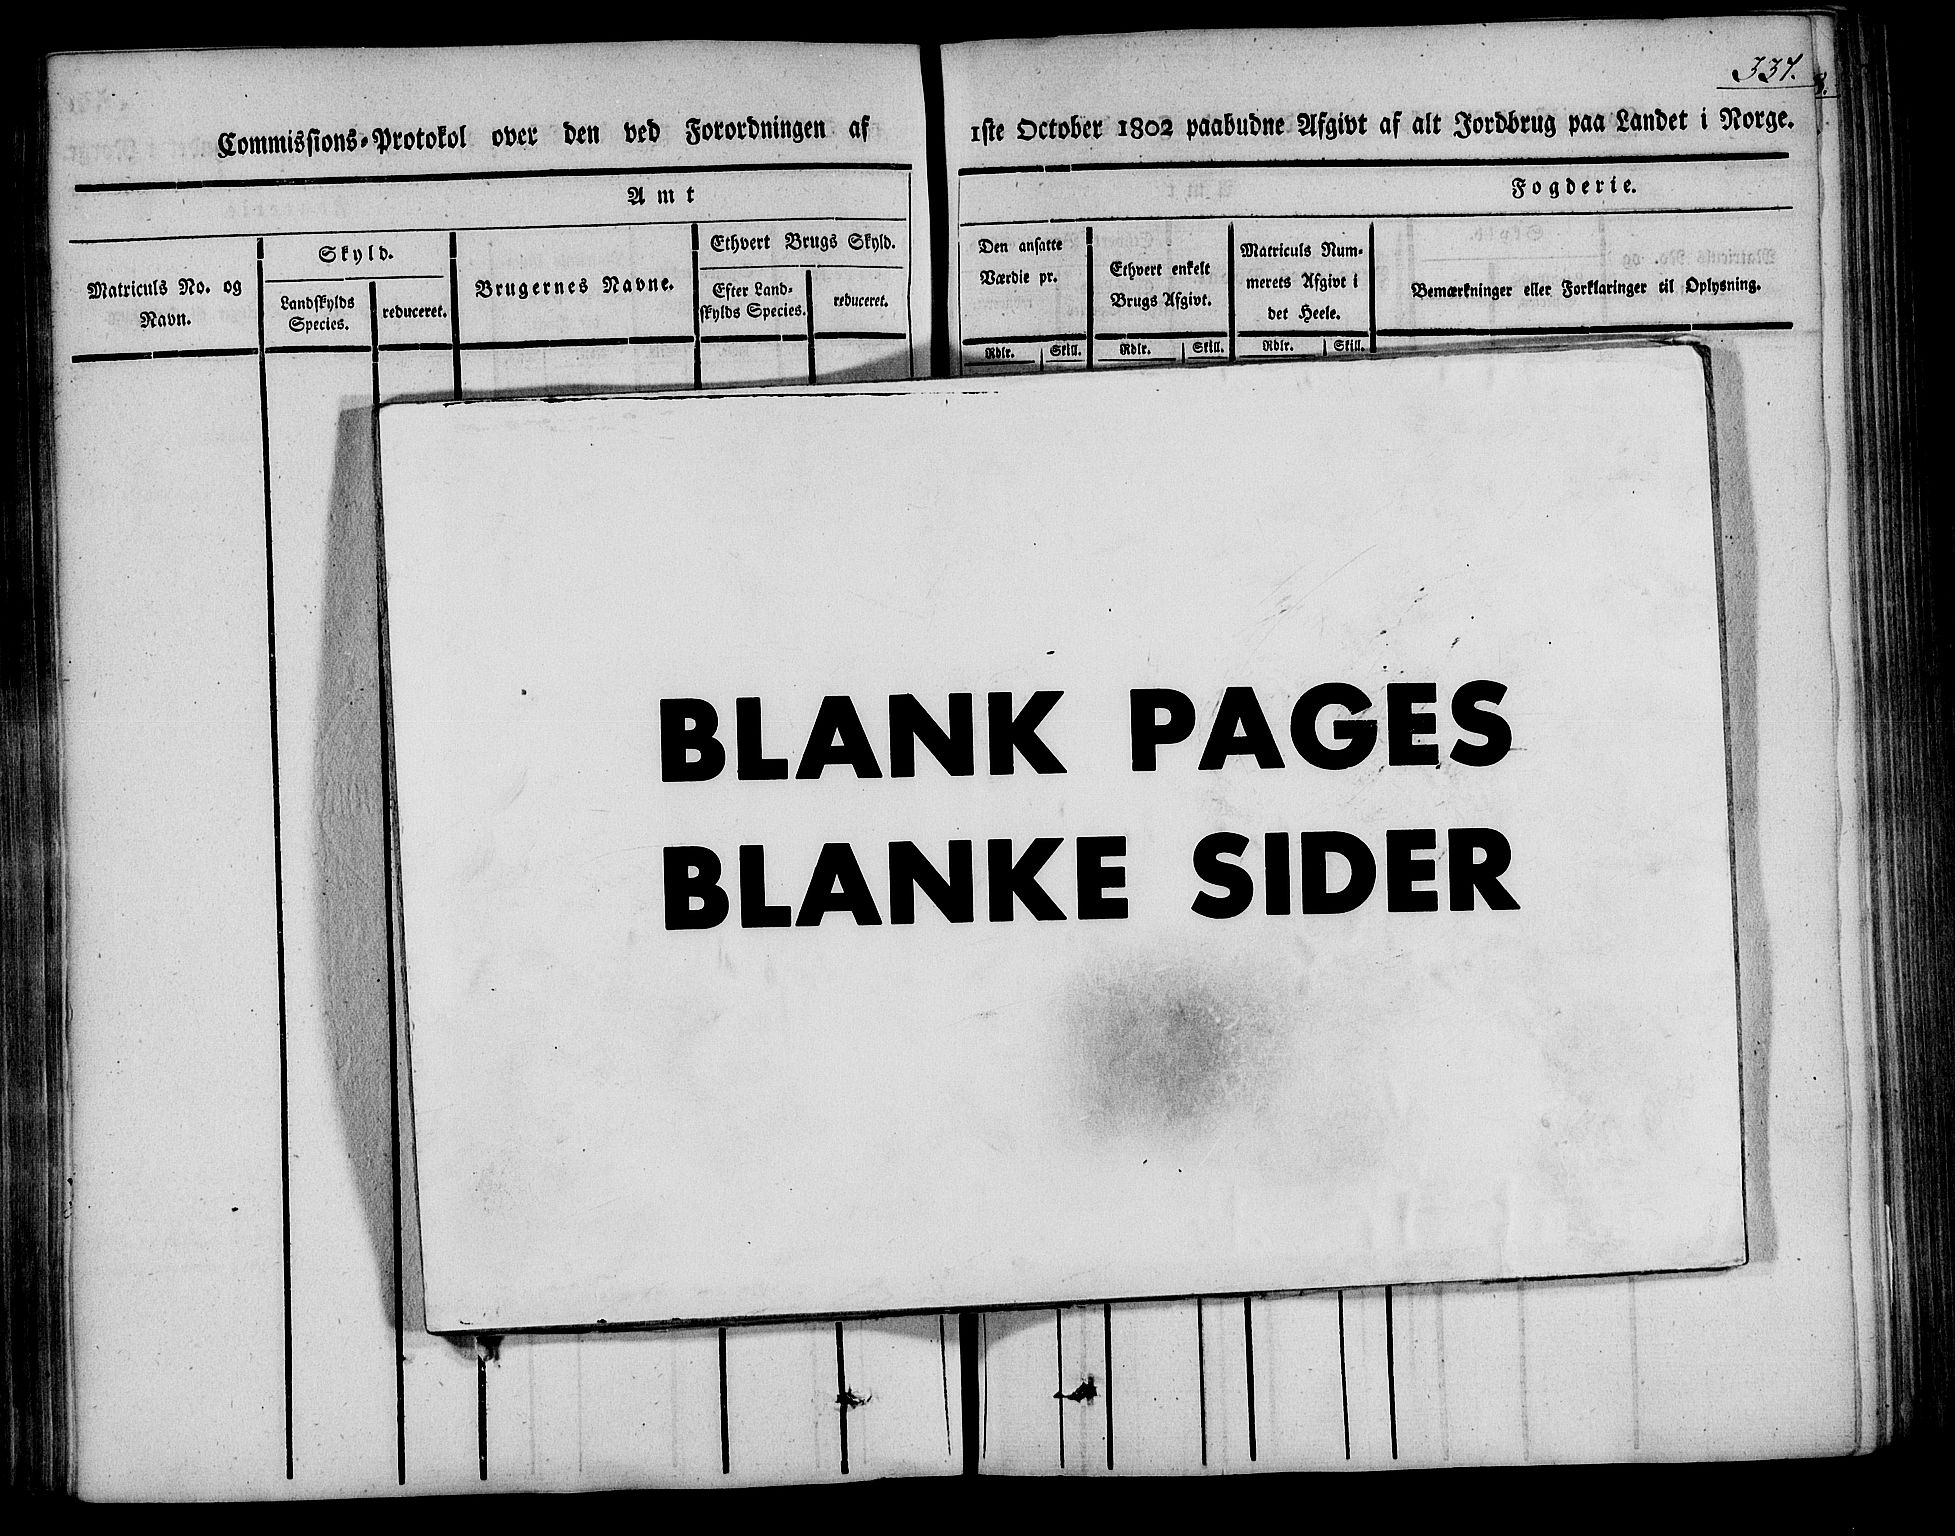 337.
Commissions-Protokol over den ved Forordningen af 1ste October 1802 paabudne Afgivt af alt Jordbrug paa Landet i Norge.
Amt
Fogderie.
Matriculs No. og
Navn.
Skyld.
Landskylds
Species.
reduceret.
Brugernes Navne.
Ethvert Brugs Skyld.
Efter Land-
skylds Species.
reduceret.
Den ansatte
Værdie pr.
Rdlr. Skill.
Ethvert enkelt
Brugs Afgivt.
Rdlr. Skill.
Matriculs Num-
merets Afgivt i
det Heele.
Rdlr. Skill.
Bemærkninger eller Forklaringer til Oplysning.
BLANK PAGES
BLANKE SIDER